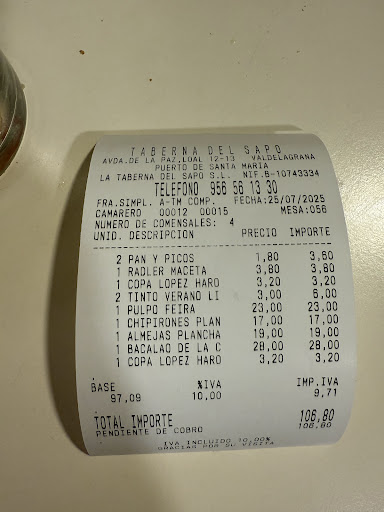 TABERNA DEL SAPO
AVDA.DE LA PAZ,LOAL 12-13 VALDELAGRANA
PUERTO DE SANTA MARIA
LA TABERNA DEL SAPO S.L. NIF.B-10743334
TELEFONO 956 56 13 30
FRA.SIMPL. A-TM COMP. FECHA:25/07/2025
CAMARERO 00012 00015 MESA:056
NUMERO DE COMENSALES: 4
UNID. DESCRIPCION PRECIO IMPORTE
2 PAN Y PICOS 1,80 3,60
1 RADLER MACETA 3,80 3,80
1 COPA LOPEZ HARO 3,20 3,20
2 TINTO VERANO LI 3,00 6,00
1 PULPO FEIRA 23,00 23,00
1 CHIPIRONES PLAN 17,00 17,00
1 ALMEJAS PLANCHA 19,00 19,00
1 BACALAO DE LA C 28,00 28,00
1 COPA LOPEZ HARO 3,20 3,20
BASE %IVA IMP.IVA
97,09 10,00 9,71
TOTAL IMPORTE 106,80
PENDIENTE DE COBRO 106,80
IVA INCLUIDO 10,00%
GRACIAS POR SU VISITA